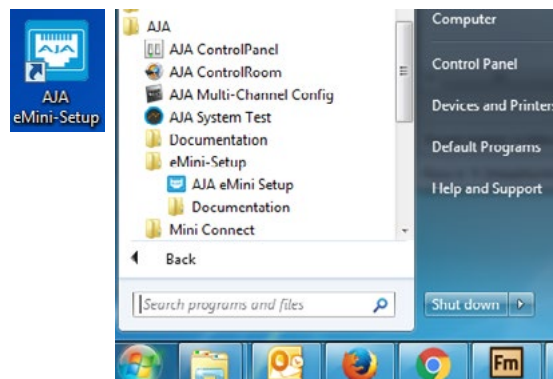 AJA
AJA
eMini-Setup
AJA
AJA ControlPanel
AJA ControlRoom
AJA Multi-Channel Config
AJA System Test
Documentation
eMini-Setup
AJA eMini Setup
Documentation
Mini Connect
Back
Search programs and files
Computer
Control Panel
Devices and Printers
Default Programs
Help and Support
Shut down
Fm